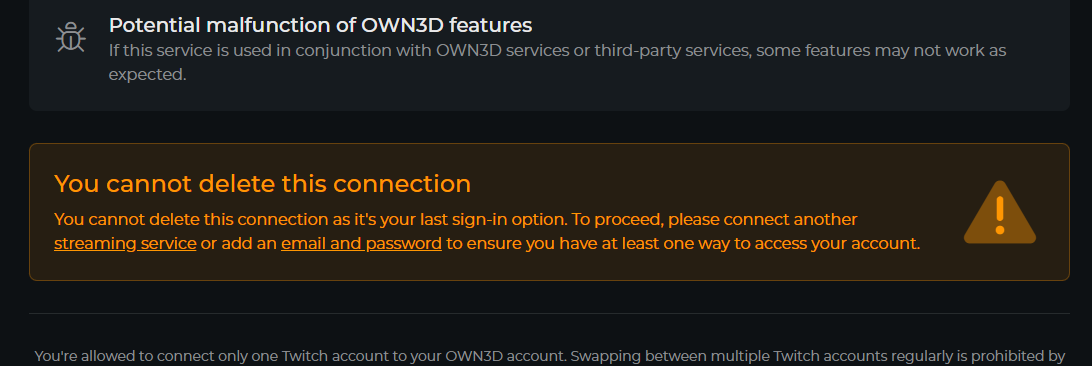 Potential malfunction of OWN3D features
If this service is used in conjunction with OWN3D services or third-party services, some features may not work as
expected.
You cannot delete this connection
You cannot delete this connection as it's your last sign-in option. To proceed, please connect another
streaming service or add an email and password to ensure you have at least one way to access your account.
You're allowed to connect only one Twitch account to your OWN3D account. Swapping between multiple Twitch accounts regularly is prohibited by